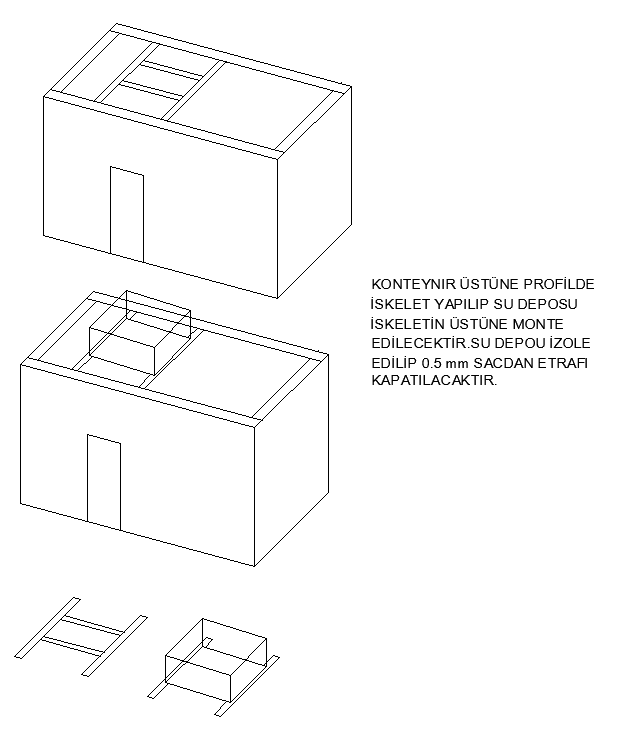 KONTEYNIR ÜSTÜNE PROFİLDE
İSKELET YAPILIP SU DEPOSU
İSKELETİN ÜSTÜNE MONTE
EDİLECEKTİR.SU DEPOU İZOLE
EDİLİP 0.5 mm SACDAN ETRAFI
KAPATILACAKTIR.